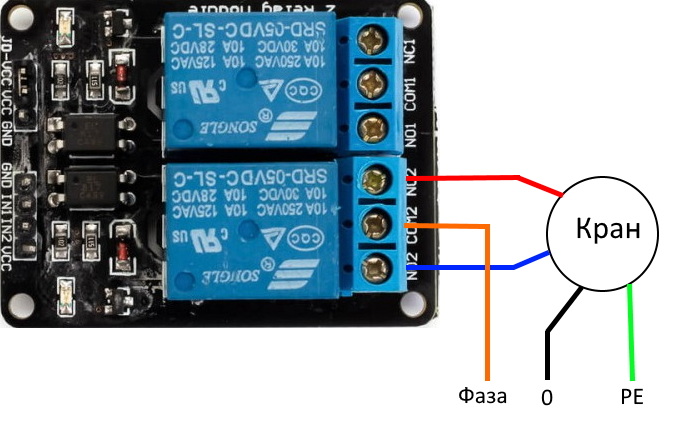 2 Relay Module
JD-VCC VCC GND
GND IN1 IN2 VCC
SRD-05VDC-SL-C
10A 30VDC 10A 28VDC
10A 250VAC 10A 125VAC
CQC
US
SONGLE
®
NC1
COM1
NO1
SRD-05VDC-SL-C
10A 30VDC 10A 28VDC
10A 250VAC 10A 125VAC
CQC
US
SONGLE
®
NC2
COM2
NO2
Кран
Фаза
0
PE